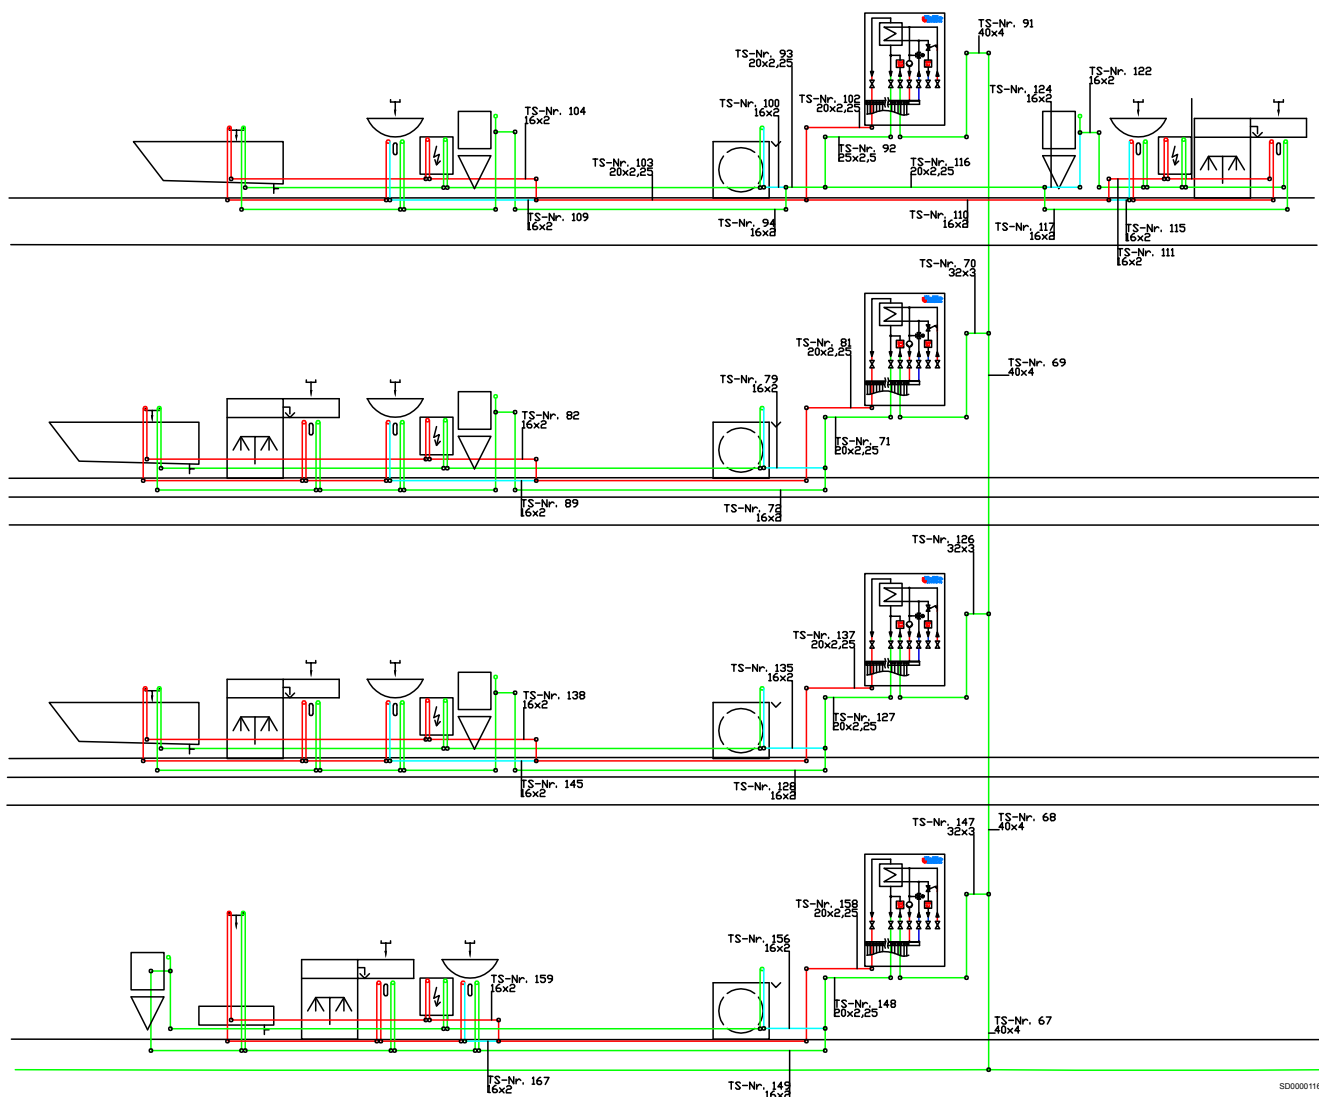 TS-Nr. 91
40x4
TS-Nr. 93
20x2,25
TS-Nr. 122
16x2
TS-Nr. 124
16x2
TS-Nr. 102
20x2,25
TS-Nr. 100
16x2
TS-Nr. 104
16x2
TS-Nr. 92
25x2,5
TS-Nr. 103
20x2,25
TS-Nr. 116
20x2,25
TS-Nr. 109
16x2
TS-Nr. 94
16x2
TS-Nr. 110
16x2
TS-Nr. 117
16x2
TS-Nr. 115
16x2
TS-Nr. 111
16x2
TS-Nr. 70
32x3
TS-Nr. 81
20x2,25
TS-Nr. 69
40x4
TS-Nr. 79
16x2
TS-Nr. 82
16x2
TS-Nr. 71
20x2,25
TS-Nr. 89
16x2
TS-Nr. 72
16x2
TS-Nr. 126
32x3
TS-Nr. 137
20x2,25
TS-Nr. 135
16x2
TS-Nr. 138
16x2
TS-Nr. 127
20x2,25
TS-Nr. 145
16x2
TS-Nr. 128
16x2
TS-Nr. 147
32x3
TS-Nr. 68
40x4
TS-Nr. 158
20x2,25
TS-Nr. 156
16x2
TS-Nr. 159
16x2
TS-Nr. 148
20x2,25
TS-Nr. 67
40x4
TS-Nr. 167
16x2
TS-Nr. 149
16x2
SD0000116